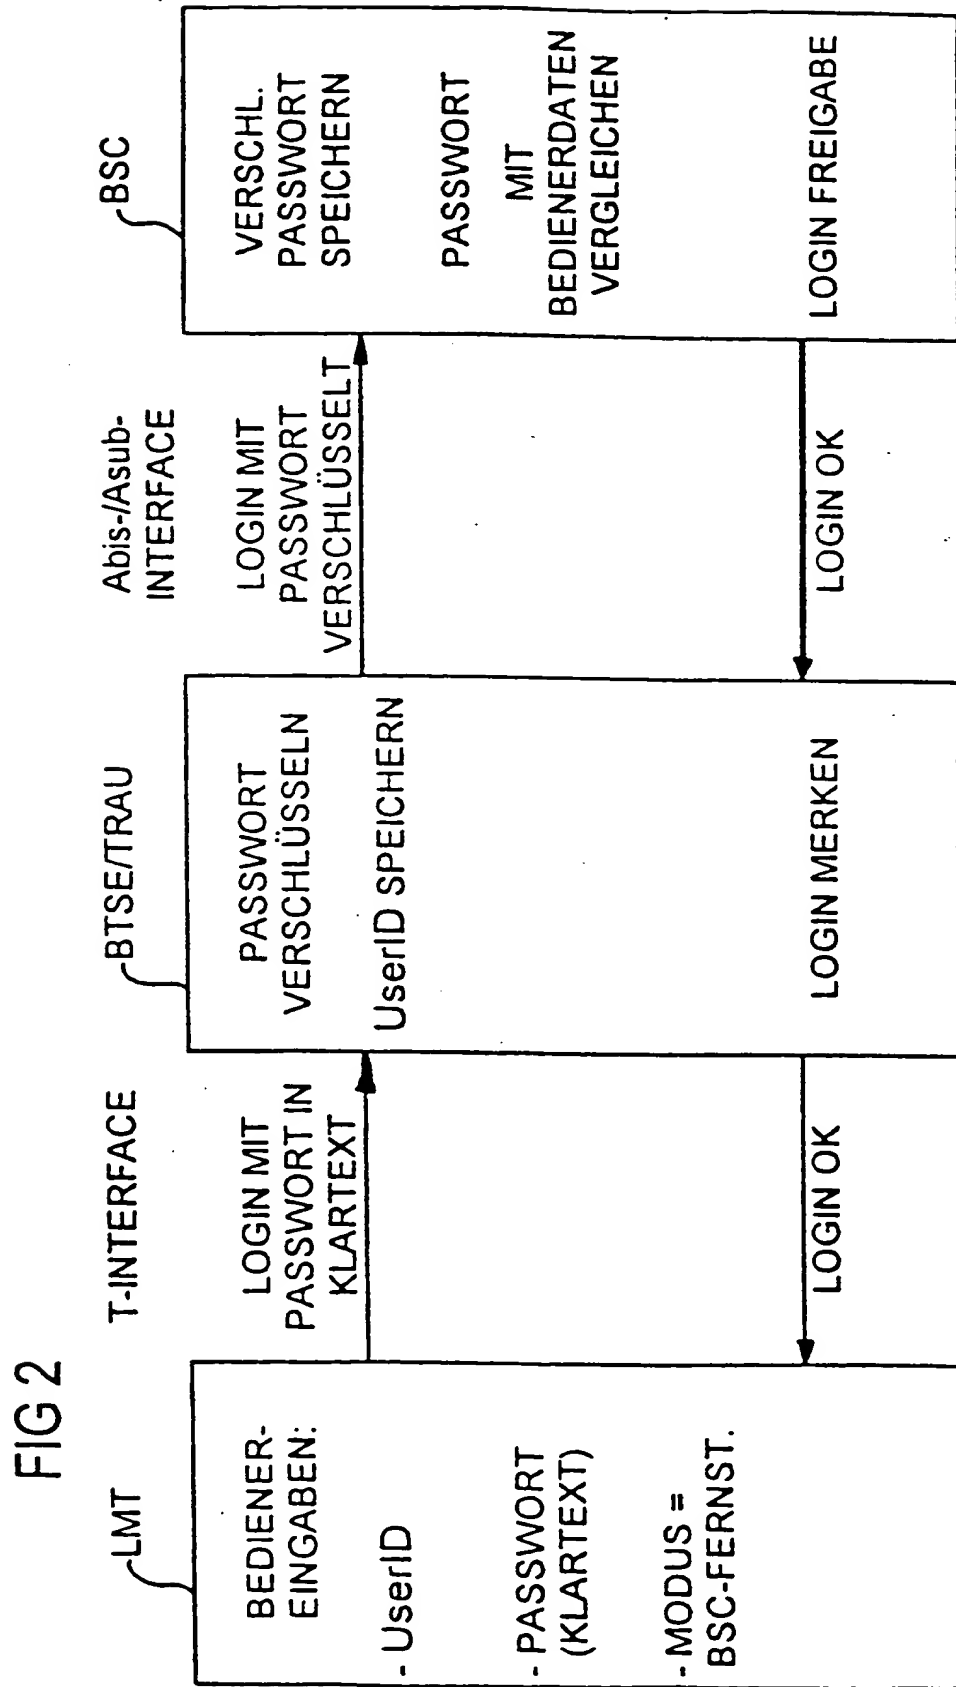 FIG 2
LMT
BEDIENER-
EINGABEN:
- UserID
- PASSWORT
(KLARTEXT)
- MODUS =
BSC-FERNST.
T-INTERFACE
LOGIN MIT
PASSWORT IN
KLARTEXT
LOGIN OK
BTSE/TRAU
PASSWORT
VERSCHLÜSSELN
UserID SPEICHERN
LOGIN MERKEN
Abis-/Asub-
INTERFACE
LOGIN MIT
PASSWORT
VERSCHLÜSSELT
LOGIN OK
BSC
VERSCHL.
PASSWORT
SPEICHERN
PASSWORT
MIT
BEDIENERDATEN
VERGLEICHEN
LOGIN FREIGABE